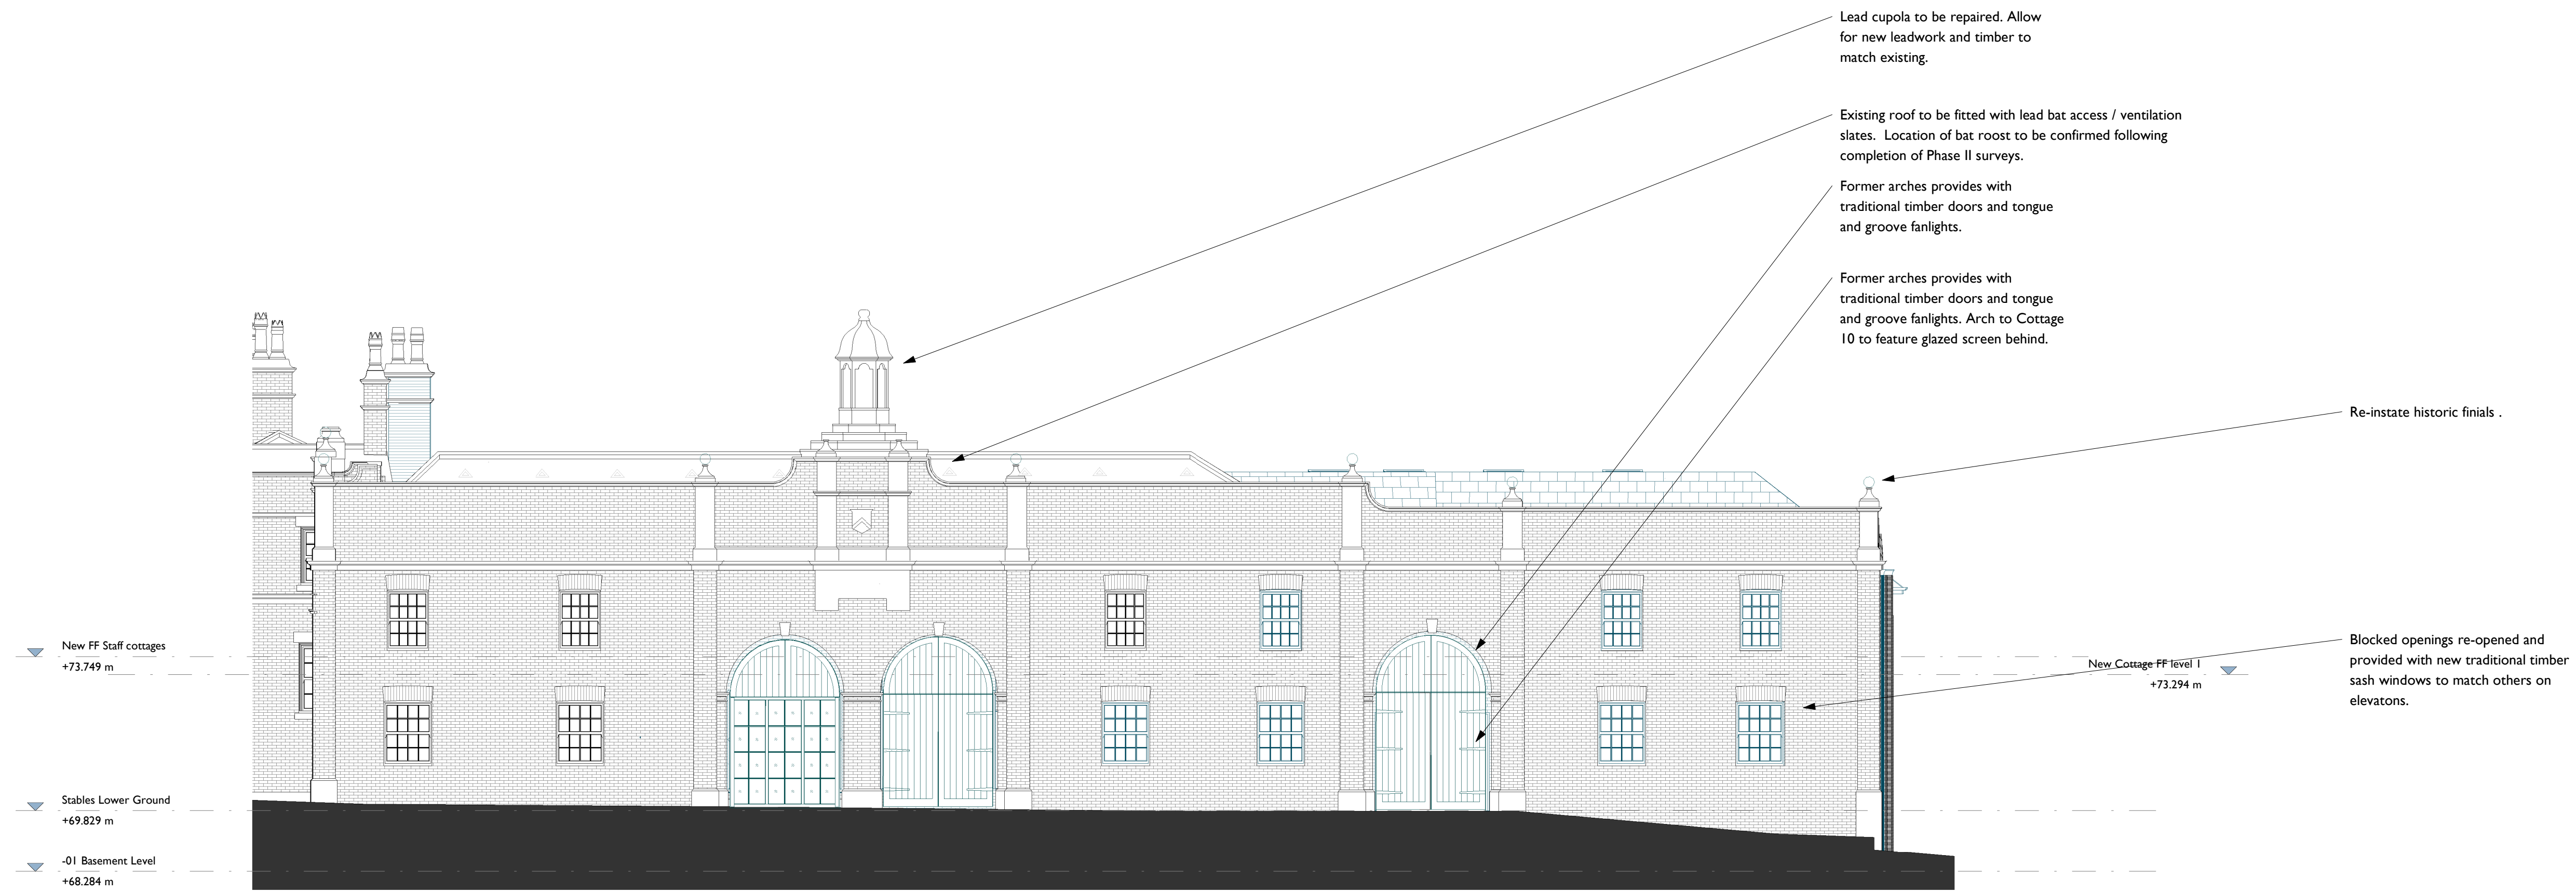 Lead cupola to be repaired. Allow
for new leadwork and timber to
match existing.
Existing roof to be fitted with lead bat access / ventilation
slates. Location of bat roost to be confirmed following
completion of Phase II surveys.
Former arches provides with
traditional timber doors and tongue
and groove fanlights.
Former arches provides with
traditional timber doors and tongue
and groove fanlights. Arch to Cottage
10 to feature glazed screen behind.
Re-instate historic finials .
Blocked openings re-opened and
provided with new traditional timber
sash windows to match others on
elevatons.
New FF Staff cottages
+73.749 m
New Cottage FF level 1
+73.294 m
Stables Lower Ground
+69.829 m
-01 Basement Level
+68.284 m